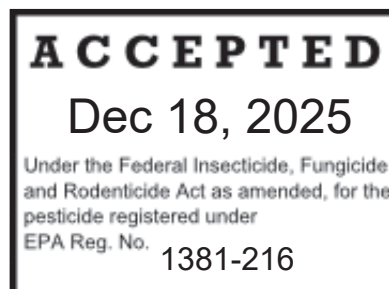 ACCEPTED
Dec 18, 2025
Under the Federal Insecticide, Fungicide
and Rodenticide Act as amended, for the
pesticide registered under
EPA Reg. No. 1381-216